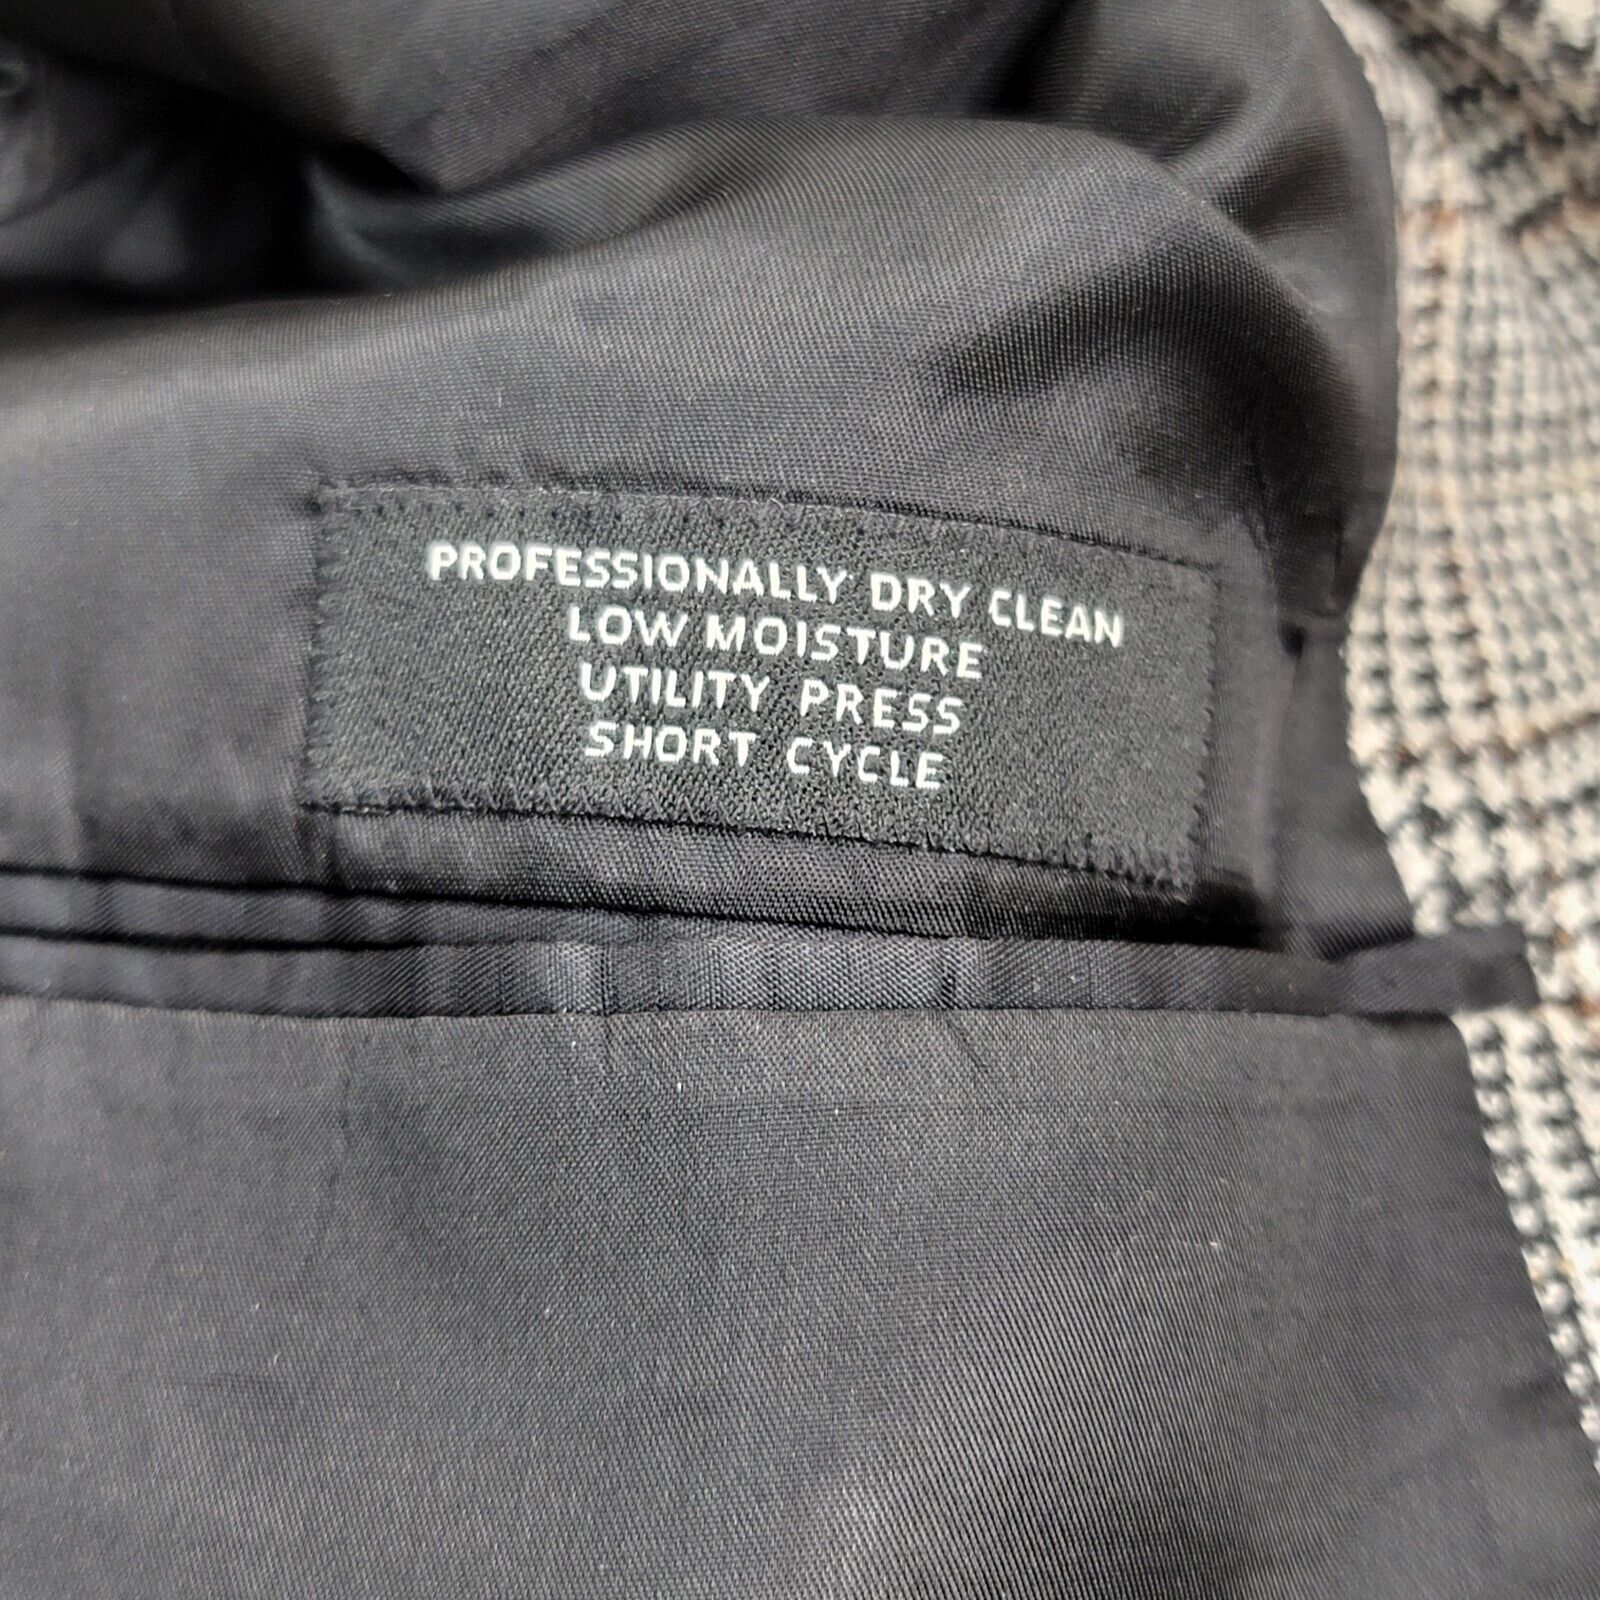 PROFESSIONALLY DRY CLEAN
LOW MOISTURE
UTILITY PRESS
SHORT CYCLE